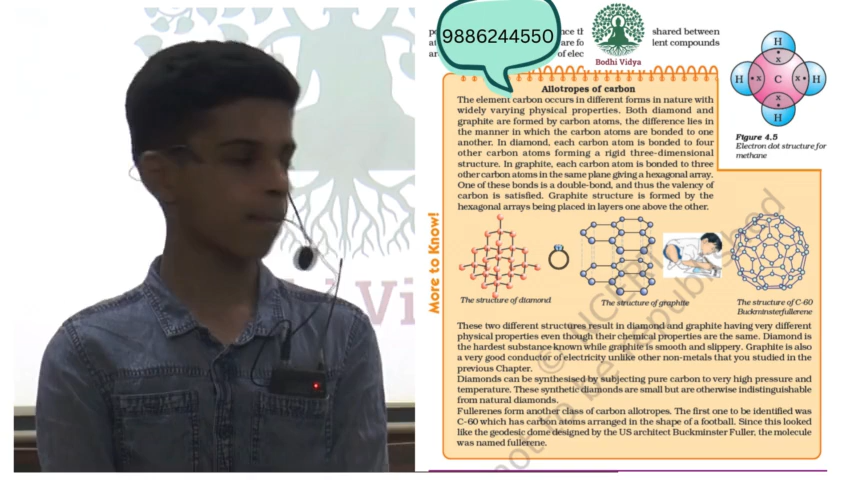 9886244550
Bodhi Vidya
shared between
are fo
lent compounds
of elec
Allotropes of carbon
The element carbon occurs in different forms in nature with
widely varying physical properties. Both diamond and
graphite are formed by carbon atoms, the difference lies in
the manner in which the carbon atoms are bonded to one
another. In diamond, each carbon atom is bonded to four
other carbon atoms forming a rigid three-dimensional
structure. In graphite, each carbon atom is bonded to three
other carbon atoms in the same plane giving a hexagonal array.
One of these bonds is a double-bond, and thus the valency of
carbon is satisfied. Graphite structure is formed by the
hexagonal arrays being placed in layers one above the other.
H
H C H
H
Figure 4.5
Electron dot structure for
methane
More to Know!
The structure of diamond
The structure of graphite
The structure of C-60
Buckminsterfullerene
These two different structures result in diamond and graphite having very different
physical properties even though their chemical properties are the same. Diamond is
the hardest substance known while graphite is smooth and slippery. Graphite is also
a very good conductor of electricity unlike other non-metals that you studied in the
previous Chapter.
Diamonds can be synthesised by subjecting pure carbon to very high pressure and
temperature. These synthetic diamonds are small but are otherwise indistinguishable
from natural diamonds.
Fullerenes form another class of carbon allotropes. The first one to be identified was
C-60 which has carbon atoms arranged in the shape of a football. Since this looked
like the geodesic dome designed by the US architect Buckminster Fuller, the molecule
was named fullerene.
not to be republished
Vi